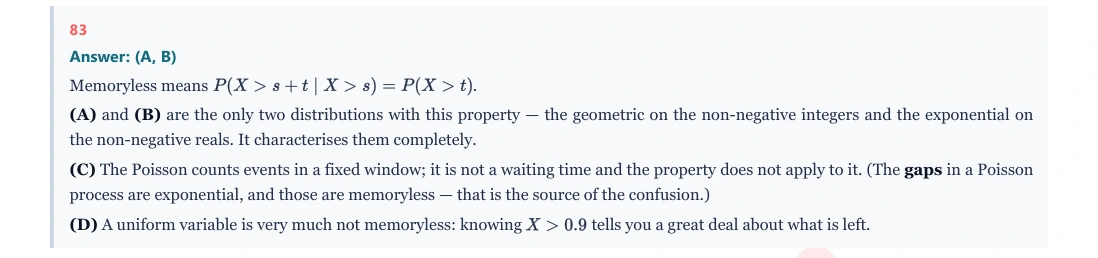 83
Answer: (A, B)
Memoryless means P(X > s + t | X > s) = P(X > t).
(A) and (B) are the only two distributions with this property — the geometric on the non-negative integers and the exponential on
the non-negative reals. It characterises them completely.
(C) The Poisson counts events in a fixed window; it is not a waiting time and the property does not apply to it. (The gaps in a Poisson
process are exponential, and those are memoryless — that is the source of the confusion.)
(D) A uniform variable is very much not memoryless: knowing X > 0.9 tells you a great deal about what is left.